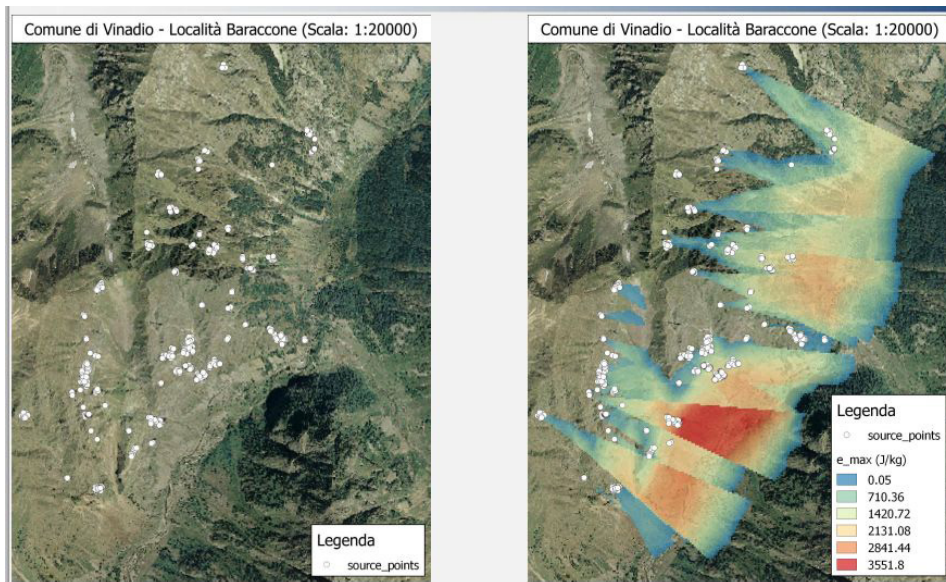 Comune di Vinadio - Località Baraccone (Scala: 1:20000)
Legenda
source_points
Comune di Vinadio - Località Baraccone (Scala: 1:20000)
Legenda
source_points
e_max (J/kg)
0.05
710.36
1420.72
2131.08
2841.44
3551.8